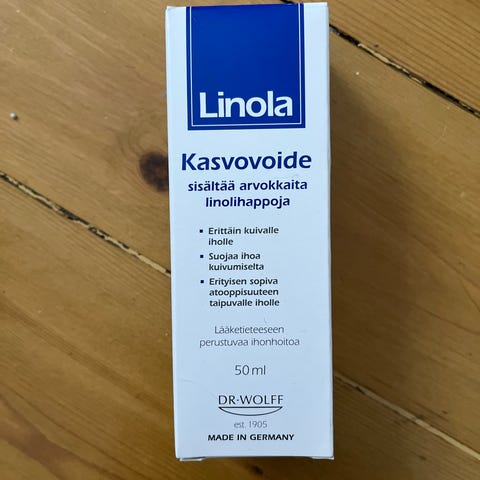 Linola
Kasvovoide
sisältää arvokkaita
linolihappoja
▪ Erittäin kuivalle
iholle
▪ Suojaa ihoa
kuivumiselta
▪ Erityisen sopiva
atooppisuuteen
taipuvalle iholle
Lääketieteeseen
perustuvaa ihonhoitoa
50 ml
DR·WOLFF
est. 1905
MADE IN GERMANY